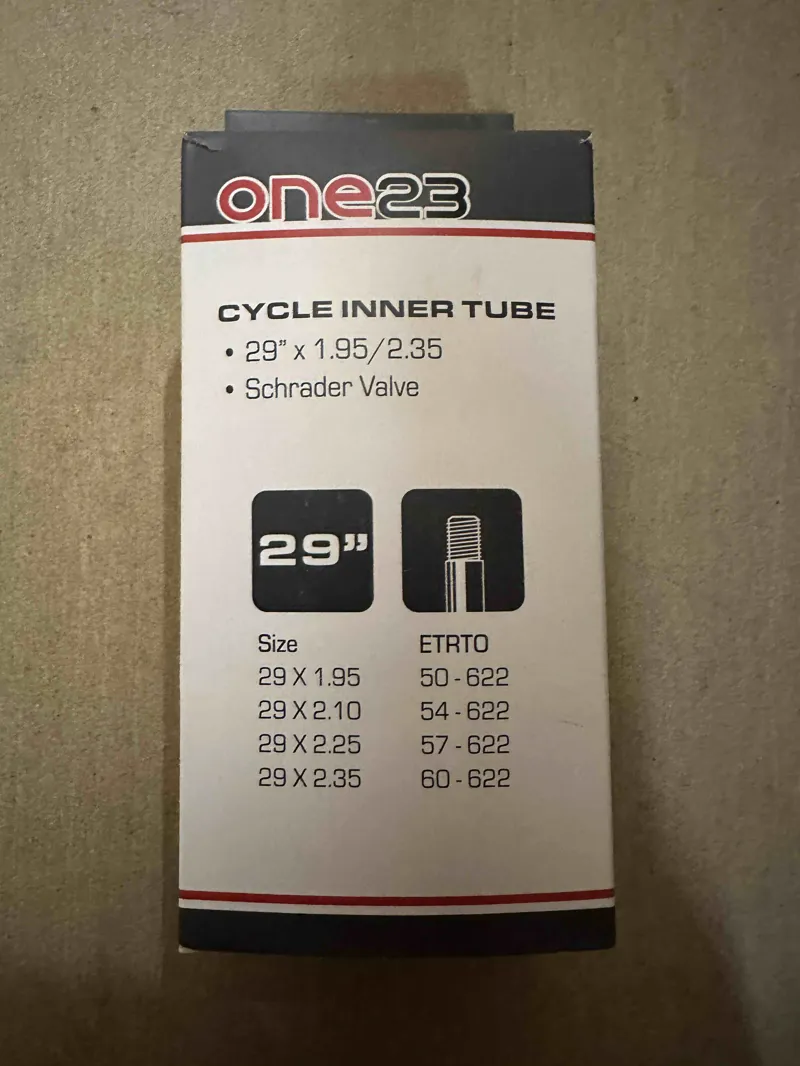 one23
CYCLE INNER TUBE
• 29" x 1.95/2.35
• Schrader Valve
29"
Size ETRTO
29 X 1.95 50 - 622
29 X 2.10 54 - 622
29 X 2.25 57 - 622
29 X 2.35 60 - 622